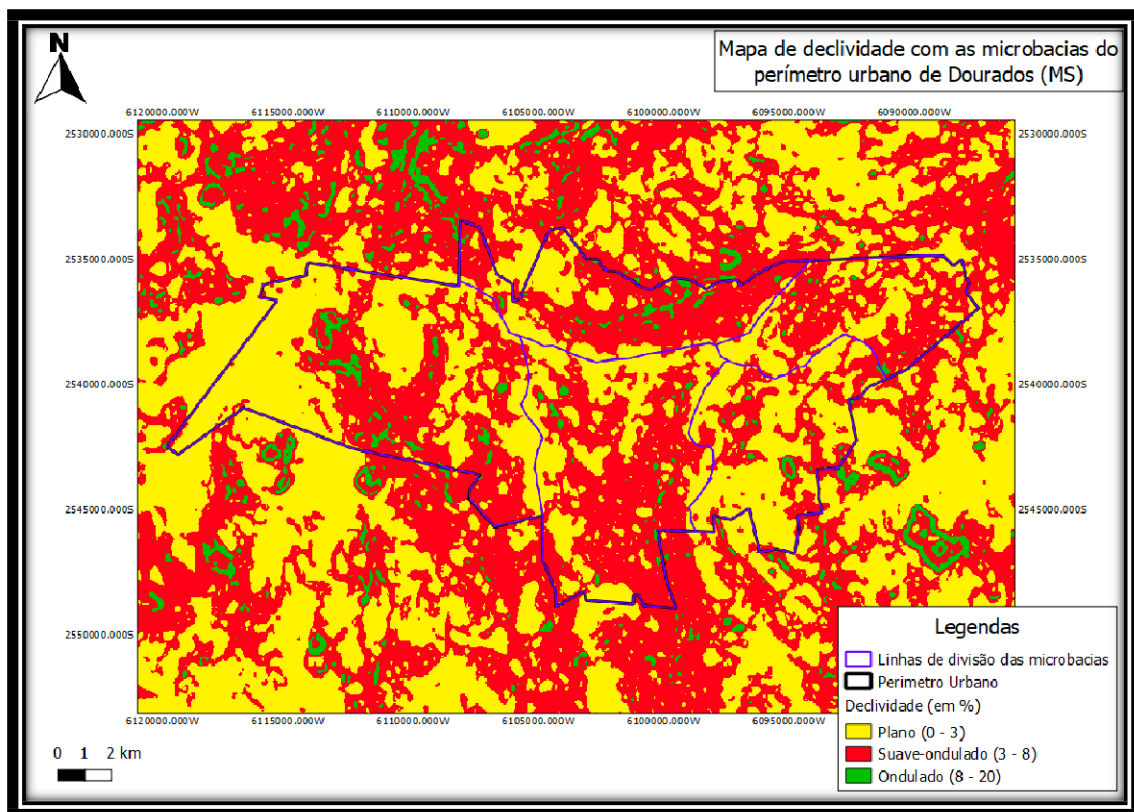 N
Mapa de declividade com as microbacias do
perímetro urbano de Dourados (MS)
6120000.000W 6115000.000W 6110000.000W 6105000.000W 6100000.000W 6095000.000W 6090000.000W
2530000.000S 2530000.000S
2535000.000S 2535000.000S
2540000.000S 2540000.000S
2545000.000S 2545000.000S
2550000.000S
6120000.000W 6115000.000W 6110000.000W 6105000.000W 6100000.000W 6095000.000W
Legendas
Linhas de divisão das microbacias
Perimetro Urbano
Declividade (em %)
Plano (0 - 3)
Suave-ondulado (3 - 8)
Ondulado (8 - 20)
0 1 2 km